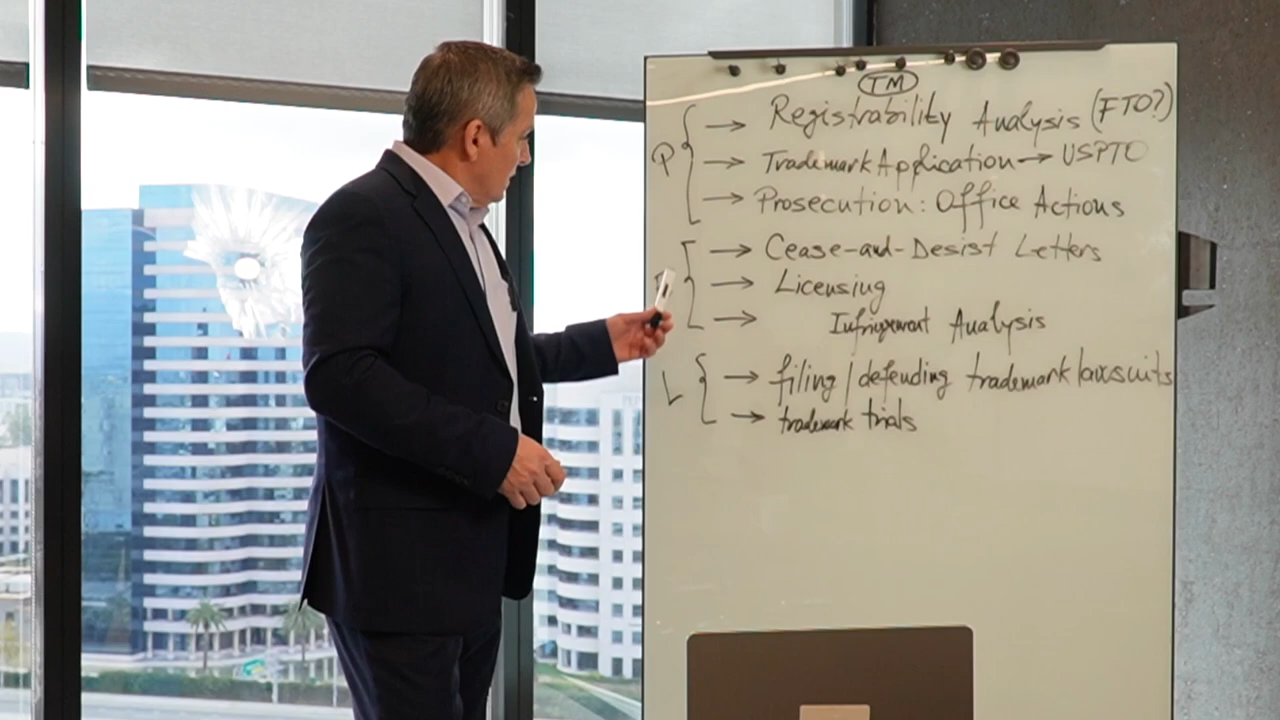 TM
Registrability Analysis (FTO?)
P → Trademark Application → USPTO
→ Prosecution: Office Actions
→ Cease-and-Desist Letters
→ Licensing
→ Infringement Analysis
L → filing / defending trademark lawsuits
→ trademark trials